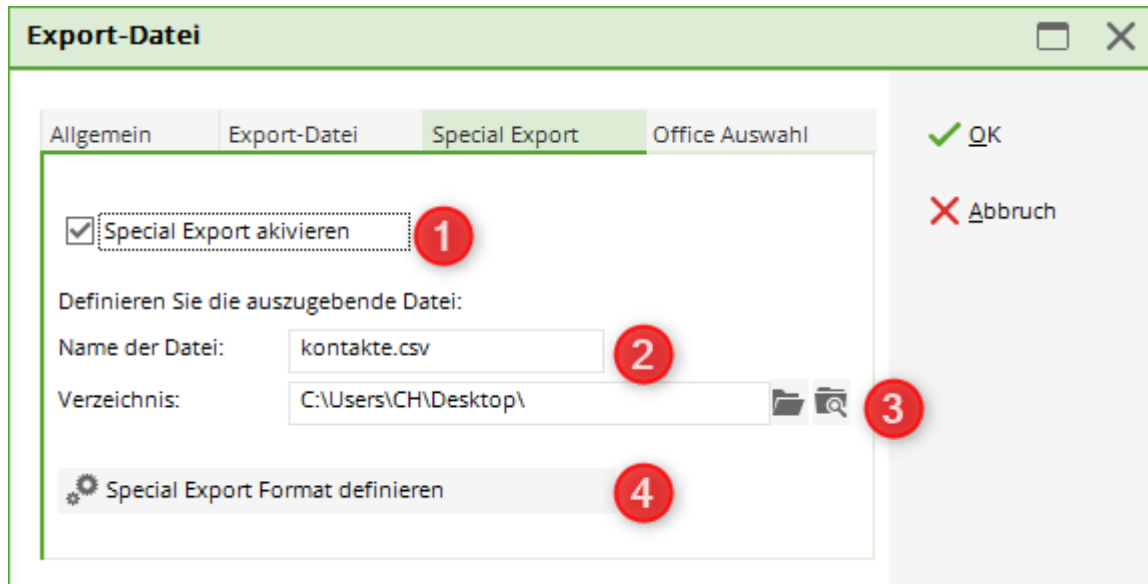 Export-Datei
Allgemein Export-Datei Special Export Office Auswahl
OK
Abbruch
Special Export akivieren 1
Definieren Sie die auszugebende Datei:
Name der Datei: kontakte.csv 2
Verzeichnis: C:\Users\CH\Desktop\ 3
Special Export Format definieren 4